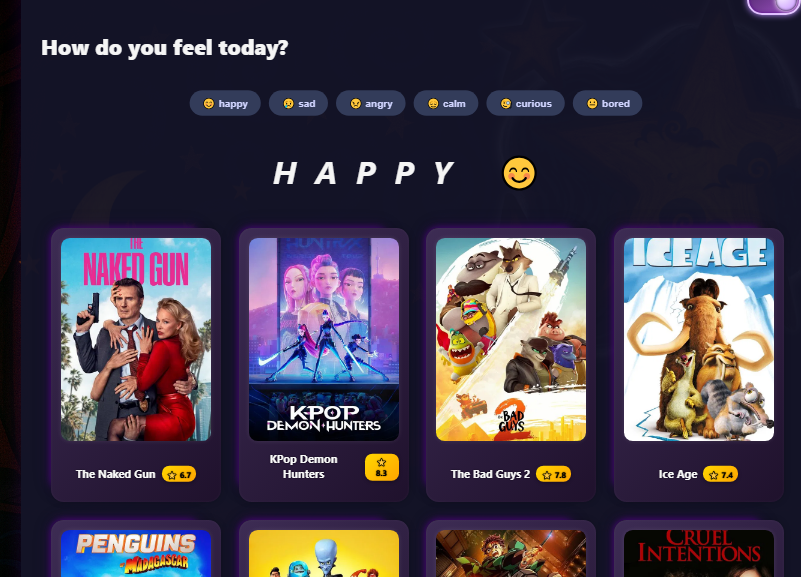 How do you feel today?
😊 happy 😢 sad 😠 angry 😌 calm 🧐 curious 😐 bored
HAPPY 😊
THE
NAKED GUN
KPOP
DEMON HUNTERS
2
THE BAD
GUYS
ICE AGE
The Naked Gun ☆ 6.7
KPop Demon
Hunters
☆
8.3
The Bad Guys 2 ☆ 7.8
Ice Age ☆ 7.4
PENGUINS
of MADAGASCAR
CRUEL
INTENTIONS